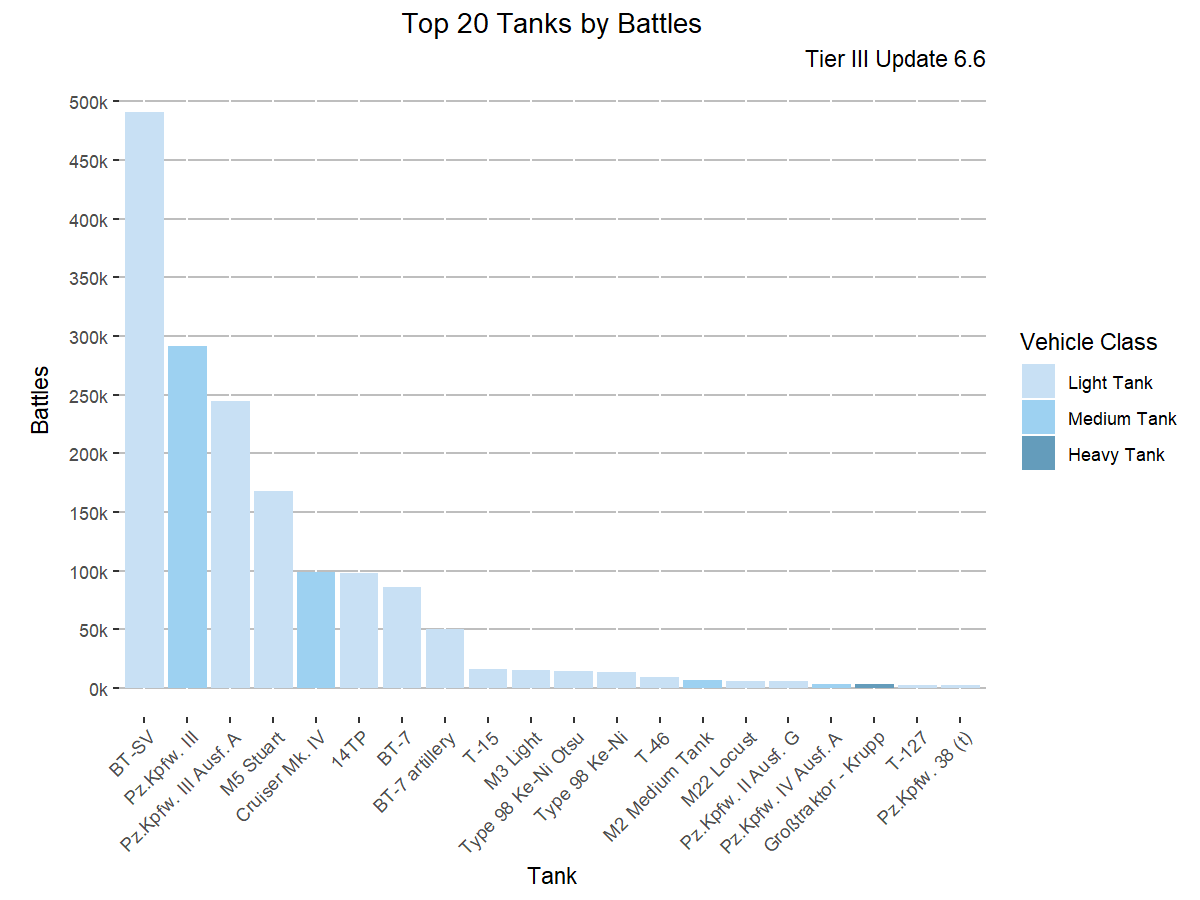 Top 20 Tanks by Battles
Tier III Update 6.6
500k
450k
400k
350k
300k
250k
200k
150k
100k
50k
0k
Battles
BT-SV
Pz.Kpfw. III
Pz.Kpfw. III Ausf. A
M5 Stuart
Cruiser Mk. IV
14TP
BT-7
BT-7 artillery
T-15
M3 Light
Type 98 Ke-Ni Otsu
Type 98 Ke-Ni
T-46
M2 Medium Tank
M22 Locust
Pz.Kpfw. II Ausf. G
Pz.Kpfw. IV Ausf. A
Großtraktor - Krupp
T-127
Pz.Kpfw. 38 (t)
Tank
Vehicle Class
Light Tank
Medium Tank
Heavy Tank